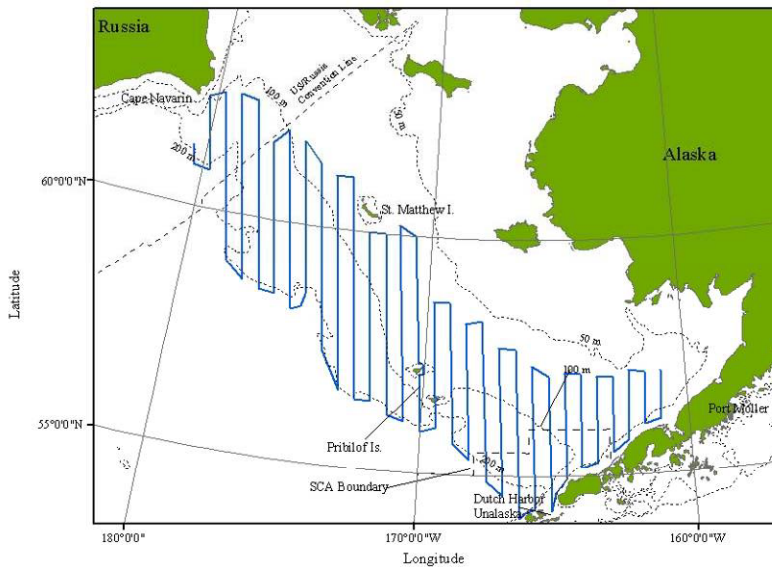 Russia
US/Russia
Convention Line
100 m
Cape Navarin
50 m
200 m
Alaska
60°0'0"N
St. Matthew I.
Latitude
50 m
100 m
Port Moller
55°0'0"N
Pribilof Is.
200 m
SCA Boundary
Dutch Harbor
Unalaska
180°0'0"
170°0'0"W
160°0'0"W
Longitude